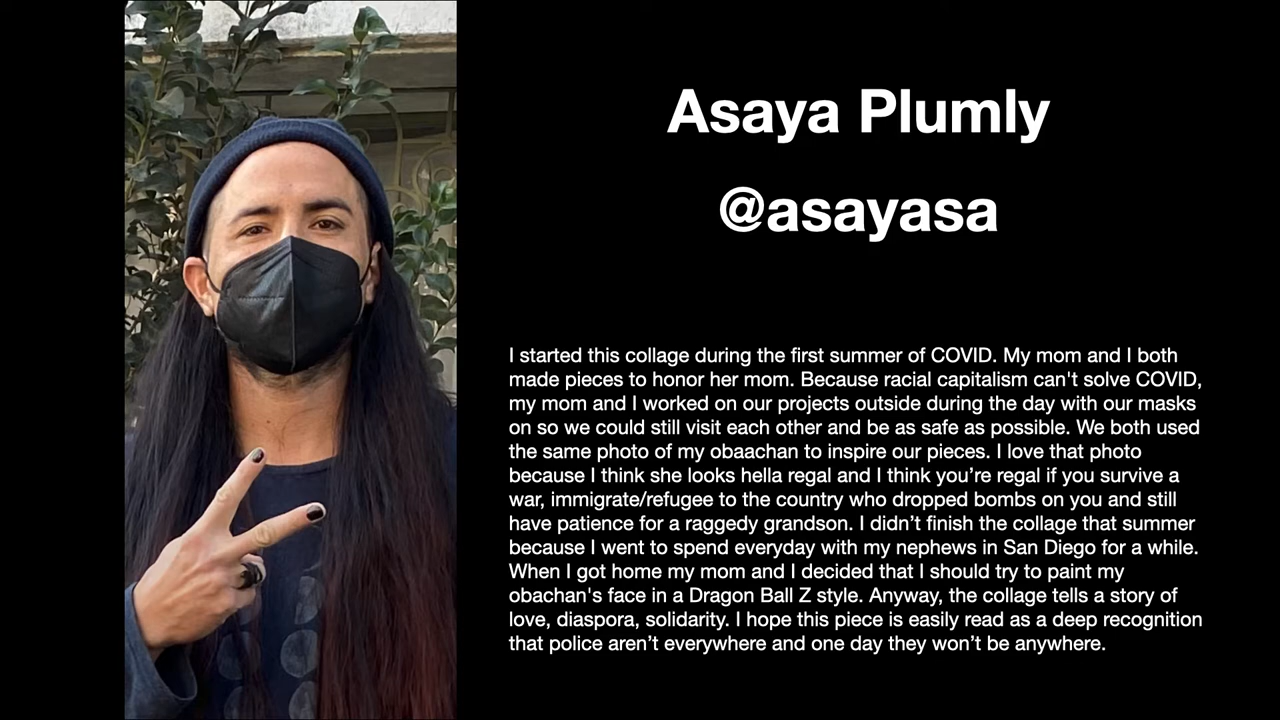 Asaya Plumly
@asayasa
I started this collage during the first summer of COVID. My mom and I both
made pieces to honor her mom. Because racial capitalism can't solve COVID,
my mom and I worked on our projects outside during the day with our masks
on so we could still visit each other and be as safe as possible. We both used
the same photo of my obaachan to inspire our pieces. I love that photo
because I think she looks hella regal and I think you’re regal if you survive a
war, immigrate/refugee to the country who dropped bombs on you and still
have patience for a raggedy grandson. I didn’t finish the collage that summer
because I went to spend everyday with my nephews in San Diego for a while.
When I got home my mom and I decided that I should try to paint my
obachan's face in a Dragon Ball Z style. Anyway, the collage tells a story of
love, diaspora, solidarity. I hope this piece is easily read as a deep recognition
that police aren’t everywhere and one day they won’t be anywhere.